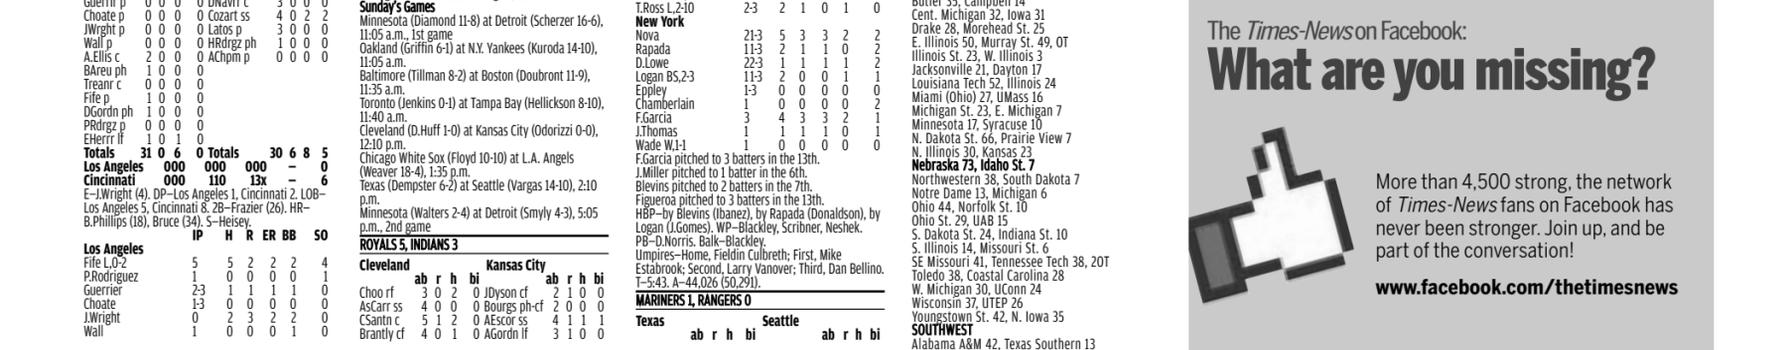 Guerrir p 0 0 0 0 DNavrr c 3 0 0 0
Choate p 0 0 0 0 Cozart ss 4 0 2 2
JWrght p 0 0 0 0 Latos p 3 0 0 0
Wall p 0 0 0 0 HRdrgz ph 1 0 0 0
A.Ellis c 2 0 0 0 AChpm p 0 0 0 0
BAreu ph 1 0 0 0
Treanr c 0 0 0 0
Fife p 1 0 0 0
DGordn ph 1 0 0 0
PRdrgz p 0 0 0 0
EHerrr lf 1 0 0 0
Totals 31 0 6 0 Totals 30 6 8 5
Los Angeles 000 000 000 — 0
Cincinnati 000 110 13x — 6
E—J.Wright (4). DP—Los Angeles 1, Cincinnati 2. LOB—
Los Angeles 5, Cincinnati 8. 2B—Frazier (26). HR—
B.Phillips (18), Bruce (34). S—Heisey.
IP H R ER BB SO
Los Angeles
Fife L,0-2 5 5 2 2 2 4
P.Rodriguez 1 0 0 0 0 1
Guerrier 2-3 1 1 1 1 0
Choate 1-3 0 0 0 0 0
J.Wright 0 2 3 2 2 0
Wall 1 0 0 0 1 0
Sunday's Games
Minnesota (Diamond 11-8) at Detroit (Scherzer 16-6),
11:05 a.m., 1st game
Oakland (Griffin 6-1) at N.Y. Yankees (Kuroda 14-10),
11:05 a.m.
Baltimore (Tillman 8-2) at Boston (Doubront 11-9),
11:35 a.m.
Toronto (Jenkins 0-1) at Tampa Bay (Hellickson 8-10),
11:40 a.m.
Cleveland (D.Huff 1-0) at Kansas City (Odorizzi 0-0),
12:10 p.m.
Chicago White Sox (Floyd 10-10) at L.A. Angels
(Weaver 18-4), 1:35 p.m.
Texas (Dempster 6-2) at Seattle (Vargas 14-10), 2:10
p.m.
Minnesota (Walters 2-4) at Detroit (Smyly 4-3), 5:05
p.m., 2nd game
ROYALS 5, INDIANS 3
Cleveland Kansas City
ab r h bi ab r h bi
Choo rf 3 0 2 0 JDyson cf 2 1 0 0
AsCarr ss 4 0 0 0 Bourgs ph-cf 2 0 0 0
CSantn c 5 1 2 0 AEscor ss 4 1 1 1
Brantly cf 4 0 1 0 AGordn lf 3 1 0 0
T.Ross L,2-10 2-3 2 1 0 1 0
New York
Nova 21-3 5 3 3 2 2
Rapada 11-3 2 1 1 0 2
D.Lowe 22-3 1 1 1 1 2
Logan BS,2-3 11-3 2 0 0 1 1
Eppley 1-3 0 0 0 0 0
Chamberlain 1 0 0 0 0 2
F.Garcia 3 4 3 3 2 1
J.Thomas 1 1 1 1 0 1
Wade W,1-1 1 0 0 0 0 0
F.Garcia pitched to 3 batters in the 13th.
J.Miller pitched to 1 batter in the 6th.
Blevins pitched to 2 batters in the 7th.
Figueroa pitched to 3 batters in the 13th.
HBP—by Blevins (Ibanez), by Rapada (Donaldson), by
Logan (J.Gomes). WP—Blackley, Scribner, Neshek.
PB—D.Norris. Balk—Blackley.
Umpires—Home, Fieldin Culbreth; First, Mike
Estabrook; Second, Larry Vanover; Third, Dan Bellino.
T—5:43. A—44,026 (50,291).
MARINERS 1, RANGERS 0
Texas Seattle
ab r h bi ab r h bi
Butler 35, Campbell 14
Cent. Michigan 32, Iowa 31
Drake 28, Morehead St. 25
E. Illinois 50, Murray St. 49, OT
Illinois St. 23, W. Illinois 3
Jacksonville 21, Dayton 17
Louisiana Tech 52, Illinois 24
Miami (Ohio) 27, UMass 16
Michigan St. 23, E. Michigan 7
Minnesota 17, Syracuse 10
N. Dakota St. 66, Prairie View 7
N. Illinois 30, Kansas 23
Nebraska 73, Idaho St. 7
Northwestern 38, South Dakota 7
Notre Dame 13, Michigan 6
Ohio 44, Norfolk St. 10
Ohio St. 29, UAB 15
S. Dakota St. 24, Indiana St. 10
S. Illinois 14, Missouri St. 6
SE Missouri 41, Tennessee Tech 38, 2OT
Toledo 38, Coastal Carolina 28
W. Michigan 30, UConn 24
Wisconsin 37, UTEP 26
Youngstown St. 42, N. Iowa 35
SOUTHWEST
Alabama A&M 42, Texas Southern 13
The Times-News on Facebook:
What are you missing?
More than 4,500 strong, the network
of Times-News fans on Facebook has
never been stronger. Join up, and be
part of the conversation!
www.facebook.com/thetimesnews